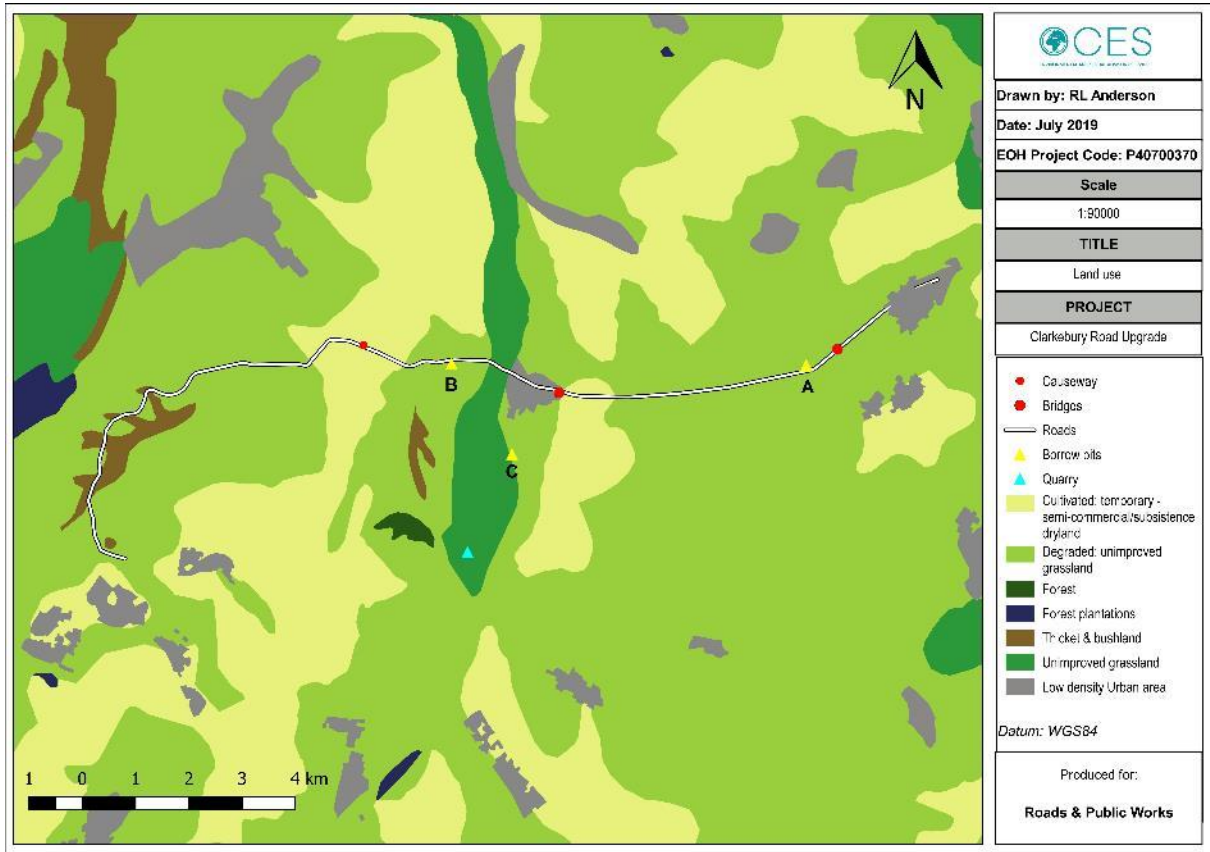 CES
Drawn by: RL Anderson
Date: July 2019
EOH Project Code: P40700370
Scale
1:90000
TITLE
Land use
PROJECT
Clarkebury Road Upgrade
Causeway
Bridges
Roads
Borrow pits
Quarry
Cultivated: temporary -
semi-commercial/subsistence
dryland
Degraded: unimproved
grassland
Forest
Forest plantations
Thicket & bushland
Unimproved grassland
Low density Urban area
Datum: WGS84
Produced for:
Roads & Public Works
N
A
B
C
1 0 1 2 3 4 km